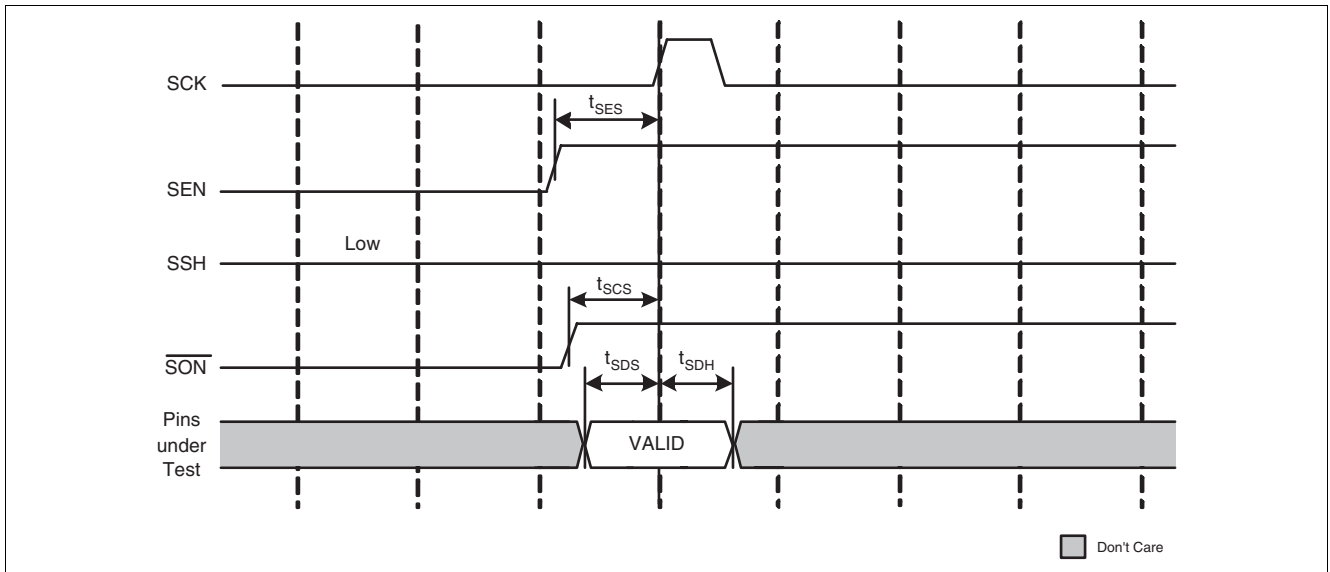 SCK
tSES
SEN
Low
SSH
tSCS
SON
tSDS tSDH
Pins
under
Test
VALID
Don't Care